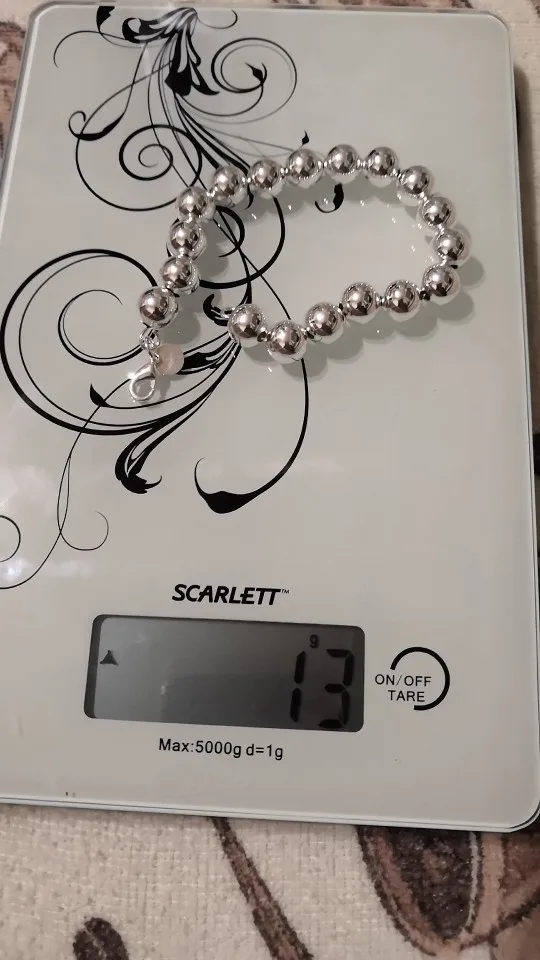 SCARLETT™
g
13
ON/OFF
TARE
Max:5000g d=1g